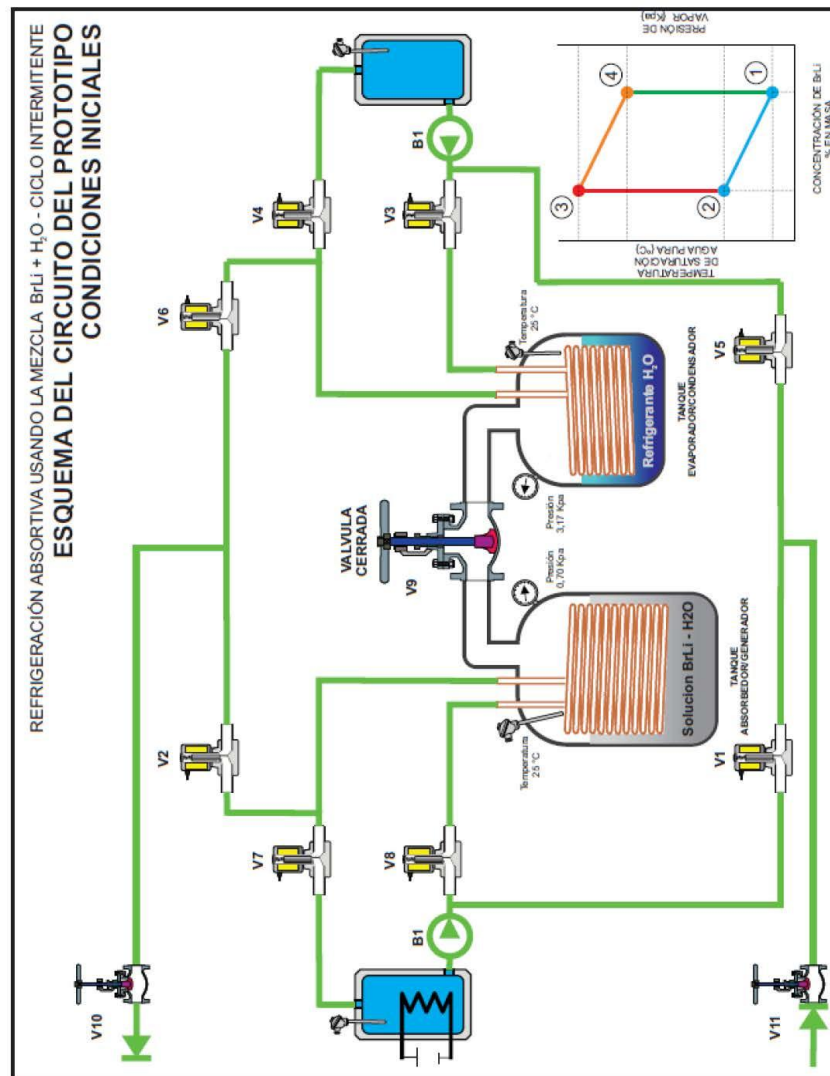 REFRIGERACIÓN ABSORTIVA USANDO LA MEZCLA BrLi + H₂O - CICLO INTERMITENTE
ESQUEMA DEL CIRCUITO DEL PROTOTIPO
CONDICIONES INICIALES
V10
V2
V6
V4
V7
V3
V8
B1
B1
VALVULA
CERRADA
V9
Temperatura
25 °C
Presión
0,70 Kpa
Presión
3,17 Kpa
Temperatura
25 °C
Solucion BrLi - H2O
Refrigerante H₂O
TANQUE
ABSORBEDOR/GENERADOR
TANQUE
EVAPORADOR/CONDENSADOR
V11
V1
V5
PRESIÓN DE
VAPOR (Kpa)
TEMPERATURA
DE SATURACIÓN
AGUA PURA (°C)
3
4
2
1
CONCENTRACIÓN DE BrLi
% EN MASA